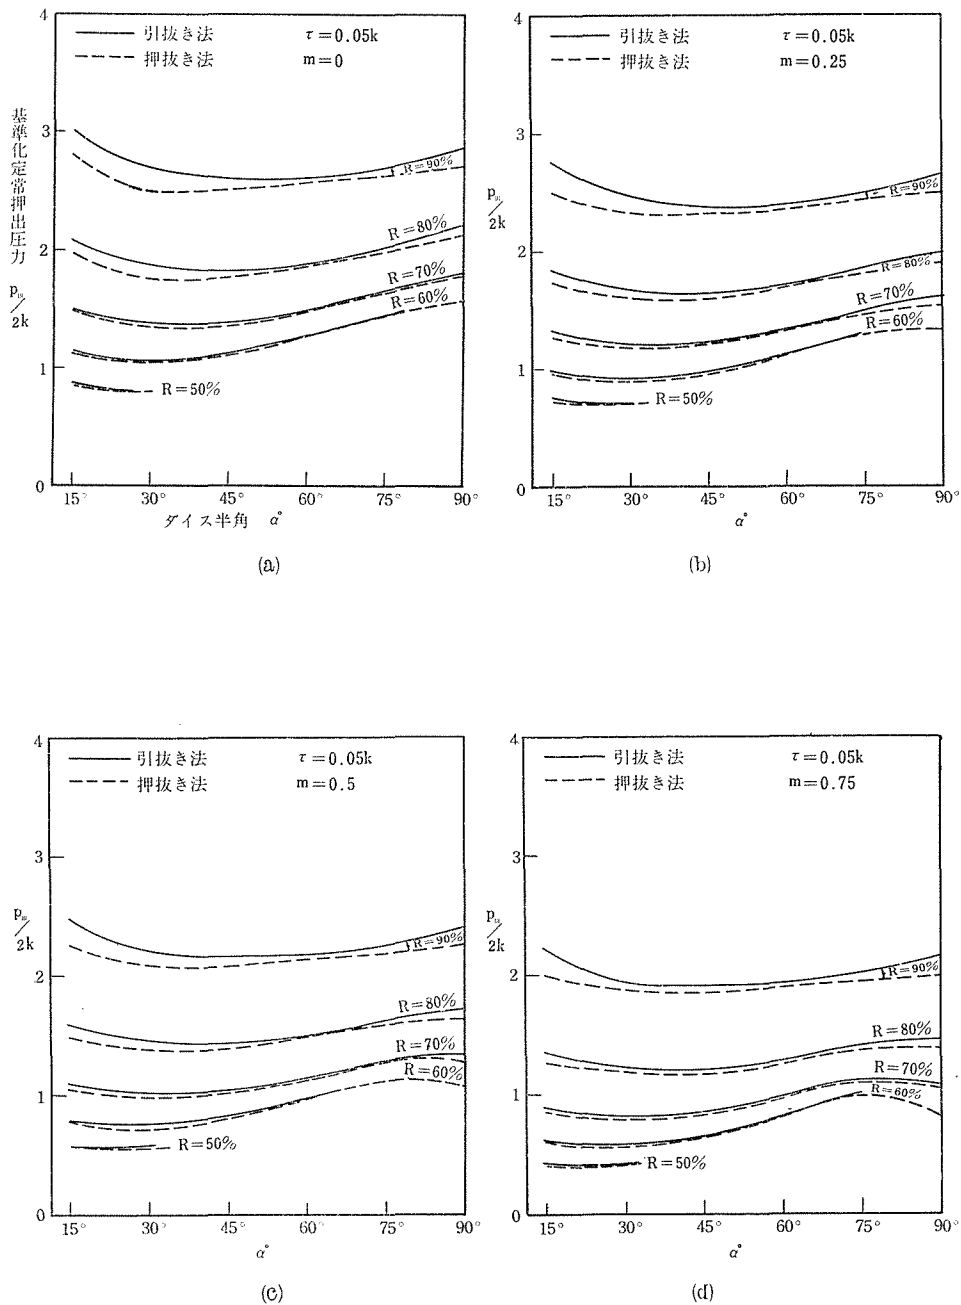 4
引抜き法 τ=0.05k
押抜き法 m=0
基準化定常押出圧力
3
R=90%
2
R=80%
R=70%
/2k
R=60%
1
R=50%
0
15° 30° 45° 60° 75° 90°
ダイス半角 α°
(a)
4
引抜き法 τ=0.05k
押抜き法 m=0.25
3
R=90%
/2k
2
R=80%
R=70%
R=60%
1
R=50%
0
15° 30° 45° 60° 75° 90°
α°
(b)
4
引抜き法 τ=0.05k
押抜き法 m=0.5
3
/2k
R=90%
2
R=80%
R=70%
R=60%
1
R=50%
0
15° 30° 45° 60° 75° 90°
α°
(c)
4
引抜き法 τ=0.05k
押抜き法 m=0.75
3
/2k
R=90%
2
R=80%
R=70%
R=60%
1
R=50%
0
15° 30° 45° 60° 75° 90°
α°
(d)